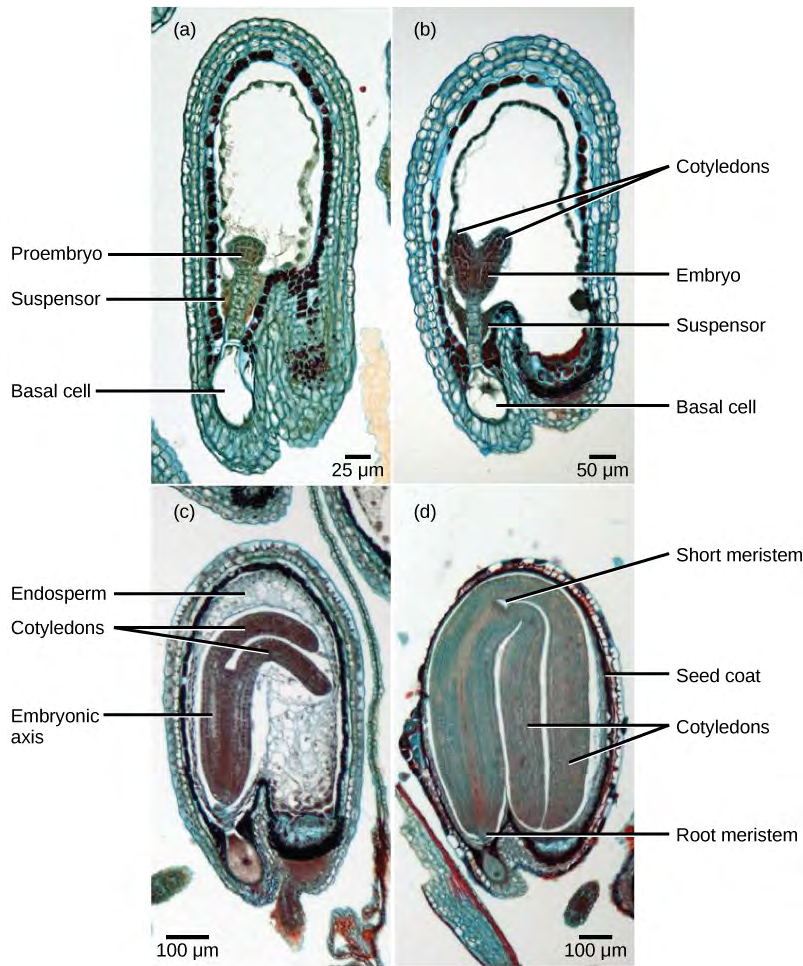 (a)
Proembryo
Suspensor
Basal cell
25 µm
(b)
Cotyledons
Embryo
Suspensor
Basal cell
50 µm
(c)
Endosperm
Cotyledons
Embryonic
axis
100 µm
(d)
Short meristem
Seed coat
Cotyledons
Root meristem
100 µm